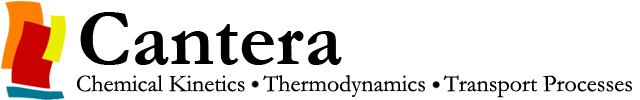 Cantera
Chemical Kinetics • Thermodynamics • Transport Processes